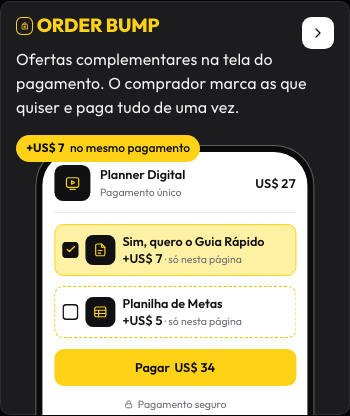 ORDER BUMP
Ofertas complementares na tela do
pagamento. O comprador marca as que
quiser e paga tudo de uma vez.
+US$ 7 no mesmo pagamento
Planner Digital
Pagamento único
US$ 27
Sim, quero o Guia Rápido
+US$ 7 · só nesta página
Planilha de Metas
+US$ 5 · só nesta página
Pagar US$ 34
Pagamento seguro